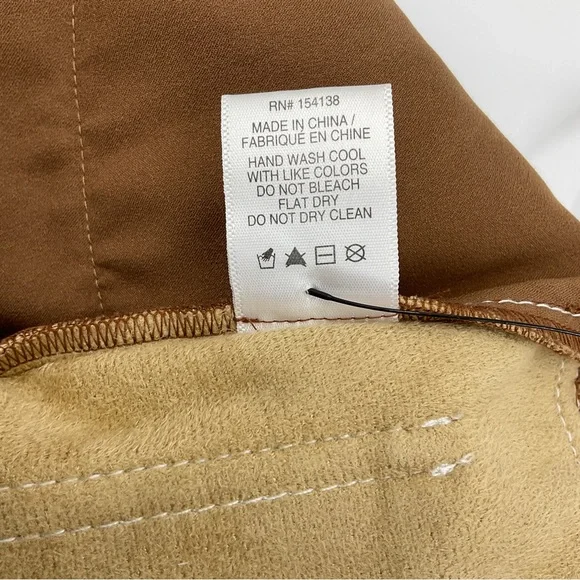 RN# 154138
MADE IN CHINA /
FABRIQUÉ EN CHINE
HAND WASH COOL
WITH LIKE COLORS
DO NOT BLEACH
FLAT DRY
DO NOT DRY CLEAN